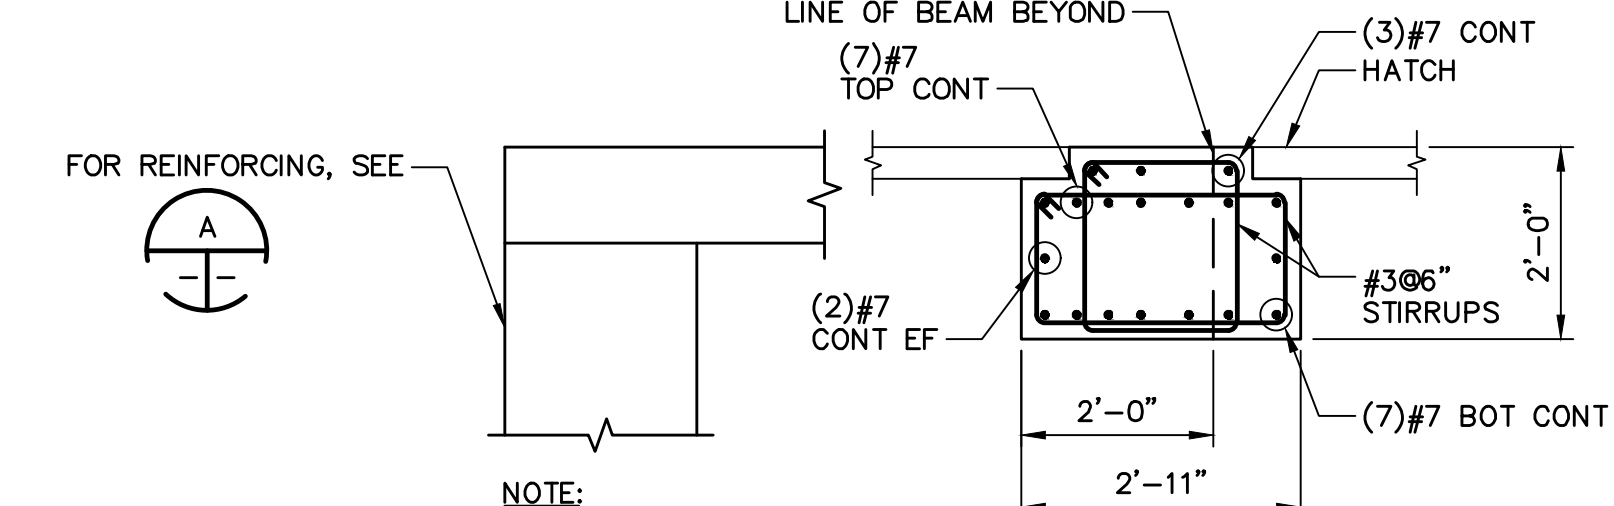 LINE OF BEAM BEYOND
(3)#7 CONT
(7)#7
TOP CONT
HATCH
FOR REINFORCING, SEE
A
- -
(2)#7
CONT EF
#3@6"
STIRRUPS
2'-0"
2'-0"
(7)#7 BOT CONT
2'-11"
NOTE: